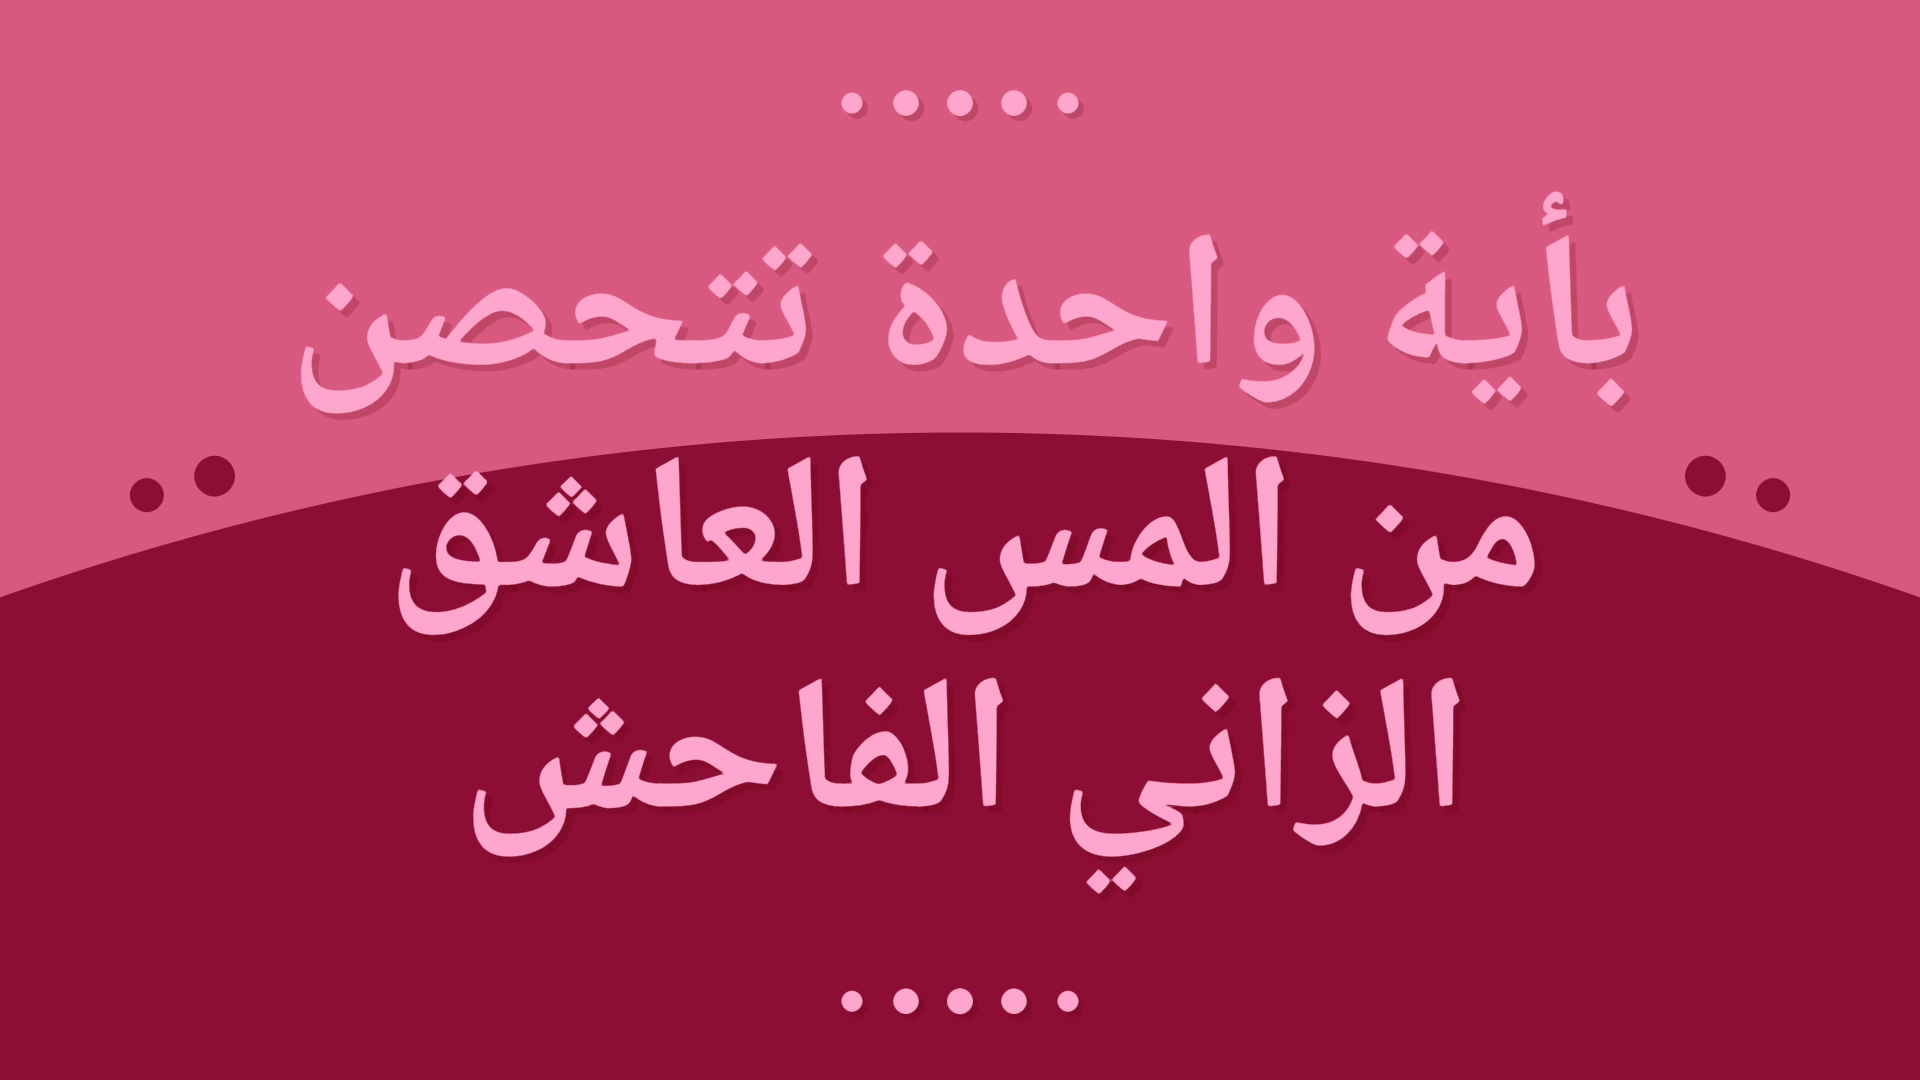 بأية واحدة تتحصن
من المس العاشق
الزاني الفاحش